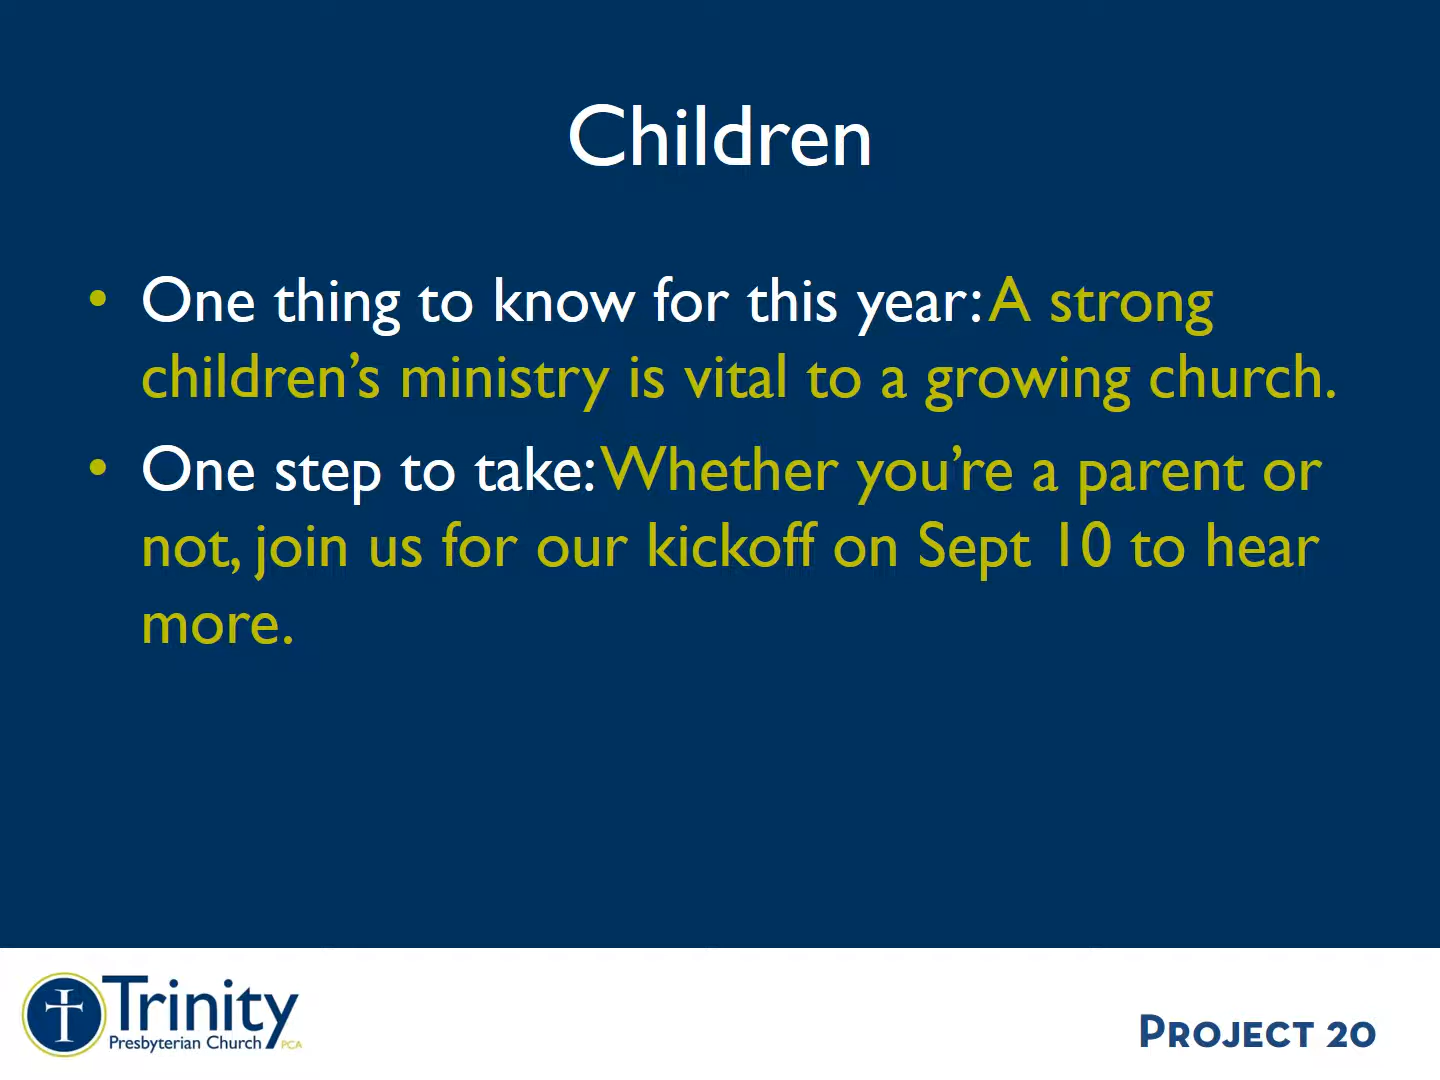 Children
• One thing to know for this year: A strong
children’s ministry is vital to a growing church.
• One step to take: Whether you’re a parent or
not, join us for our kickoff on Sept 10 to hear
more.
Trinity
Presbyterian Church PCA
PROJECT 20